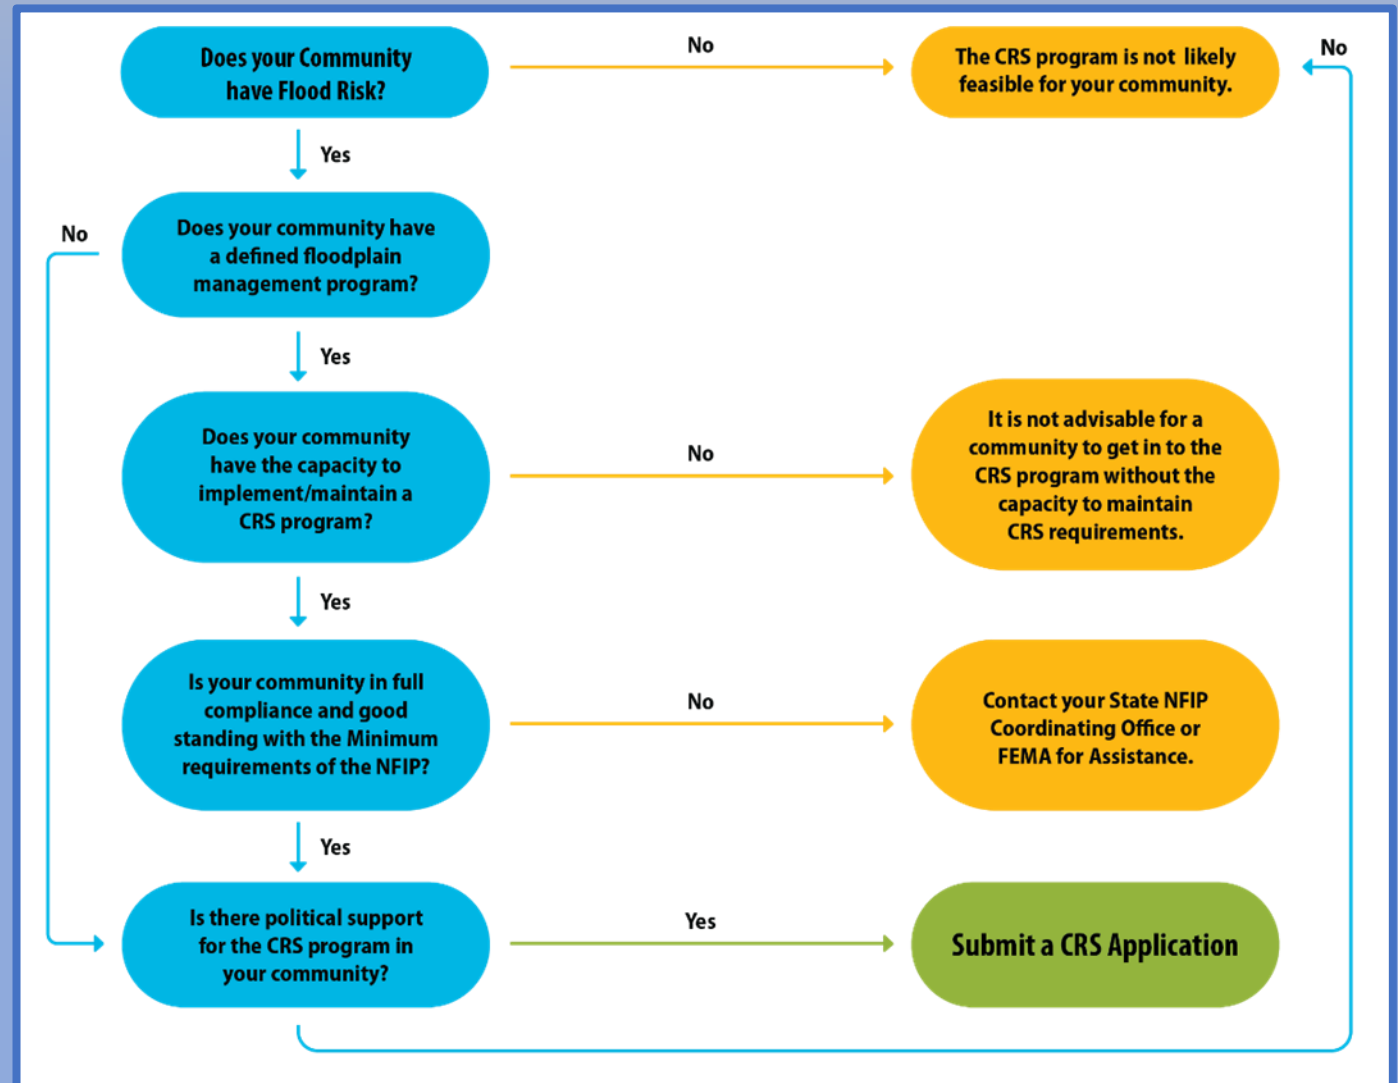 Does your Community
have Flood Risk?
No
The CRS program is not likely
feasible for your community.
No
Yes
No
Does your community have
a defined floodplain
management program?
Yes
Does your community
have the capacity to
implement/maintain a
CRS program?
No
It is not advisable for a
community to get in to the
CRS program without the
capacity to maintain
CRS requirements.
Yes
Is your community in full
compliance and good
standing with the Minimum
requirements of the NFIP?
No
Contact your State NFIP
Coordinating Office or
FEMA for Assistance.
Yes
Is there political support
for the CRS program in
your community?
Yes
Submit a CRS Application